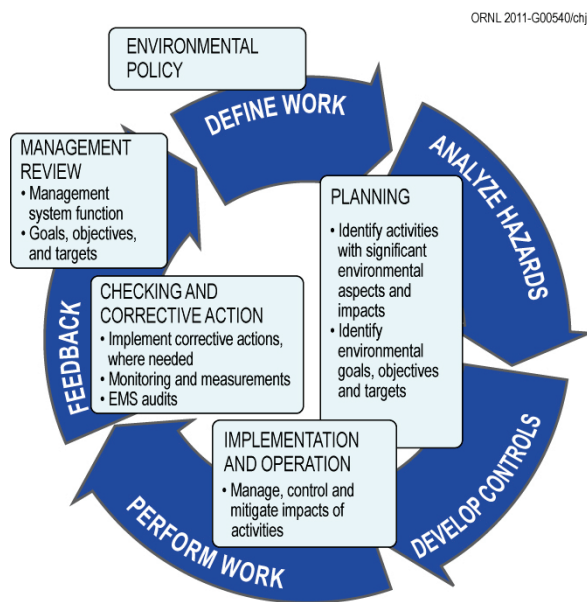 ORNL 2011-G00540/chj
ENVIRONMENTAL
POLICY
DEFINE WORK
ANALYZE HAZARDS
MANAGEMENT
REVIEW
• Management
system function
• Goals, objectives,
and targets
PLANNING
• Identify activities
with significant
environmental
aspects and
impacts
• Identify
environmental
goals, objectives
and targets
CHECKING AND
CORRECTIVE ACTION
• Implement corrective actions,
where needed
• Monitoring and measurements
• EMS audits
FEEDBACK
IMPLEMENTATION
AND OPERATION
• Manage, control and
mitigate impacts of
activities
DEVELOP CONTROLS
PERFORM WORK